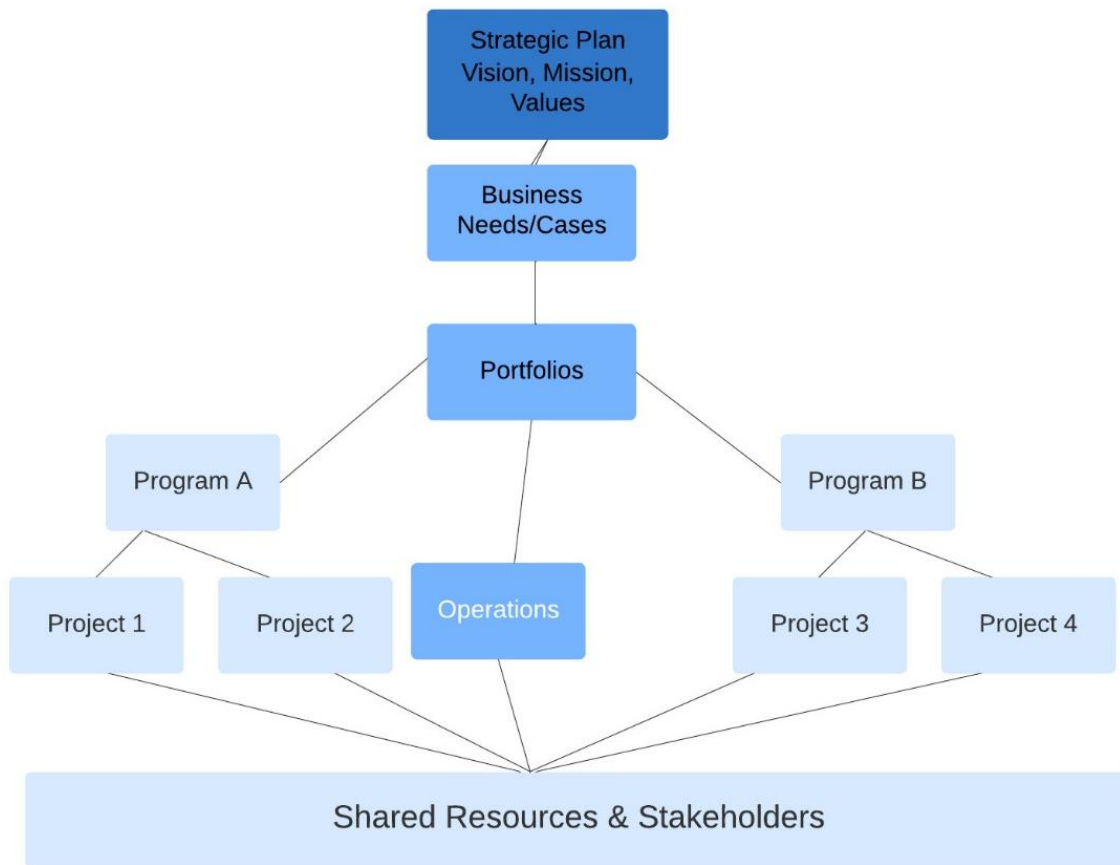 Strategic Plan
Vision, Mission,
Values
Business
Needs/Cases
Portfolios
Program A
Program B
Project 1
Project 2
Operations
Project 3
Project 4
Shared Resources & Stakeholders